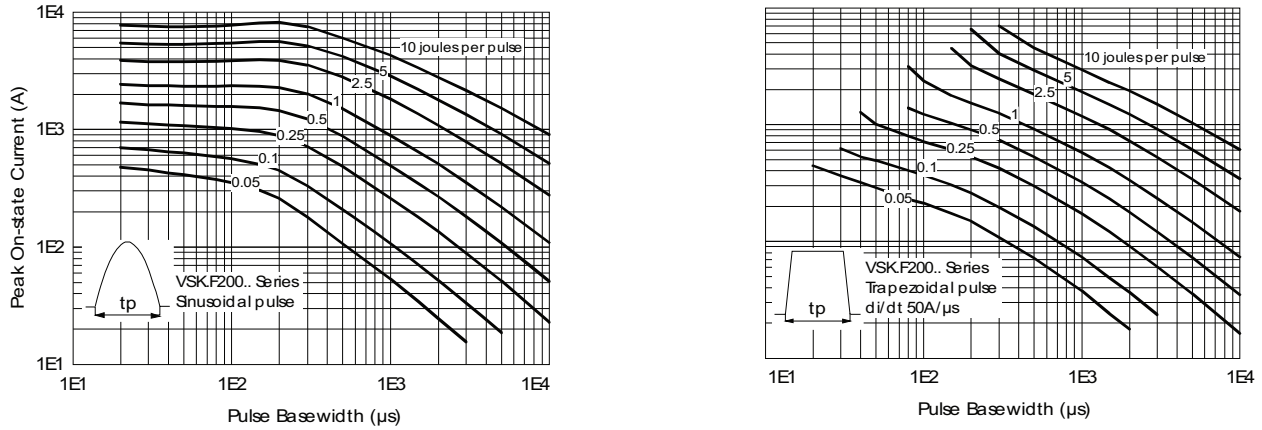 1E4
1E3
1E2
1E1
Peak On-state Current (A)
10 joules per pulse
5
2.5
1
0.5
0.25
0.1
0.05
tp
VSK.F200.. Series
Sinusoidal pulse
1E1 1E2 1E3 1E4
Pulse Basewidth (µs)
10 joules per pulse
5
2.5
1
0.5
0.25
0.1
0.05
tp
VSK.F200.. Series
Trapezoidal pulse
di/dt 50A/µs
1E1 1E2 1E3 1E4
Pulse Basewidth (µs)